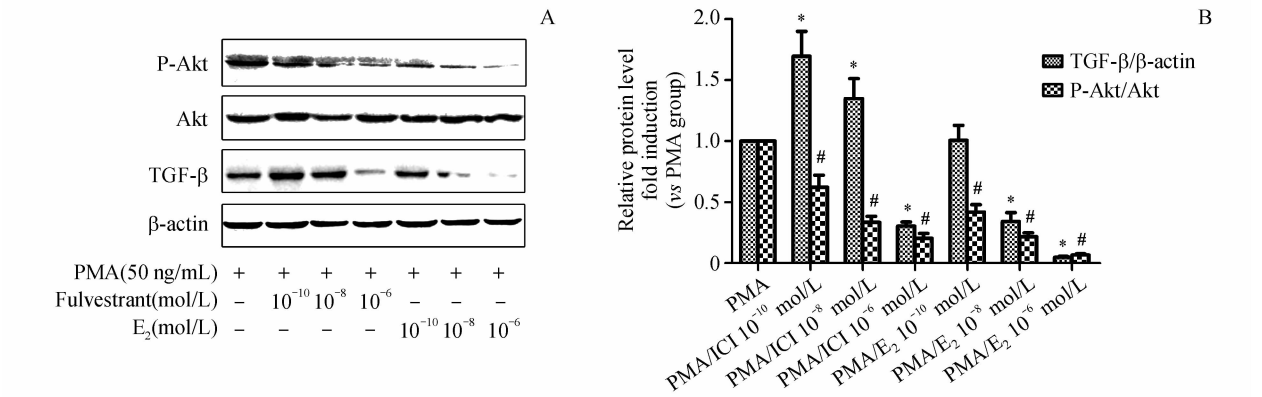 A
P-Akt
Akt
TGF-β
β-actin
PMA(50 ng/mL) + + + + + + +
Fulvestrant(mol/L) − 10⁻¹⁰ 10⁻⁸ 10⁻⁶ − − −
E₂(mol/L) − − − − 10⁻¹⁰ 10⁻⁸ 10⁻⁶
B
Relative protein level
fold induction
(vs PMA group)
2.0
1.5
1.0
0.5
0
* # * # * # # * # * #
TGF-β/β-actin
P-Akt/Akt
PMA
PMA/ICI 10⁻¹⁰ mol/L
PMA/ICI 10⁻⁸ mol/L
PMA/ICI 10⁻⁶ mol/L
PMA/E₂ 10⁻¹⁰ mol/L
PMA/E₂ 10⁻⁸ mol/L
PMA/E₂ 10⁻⁶ mol/L